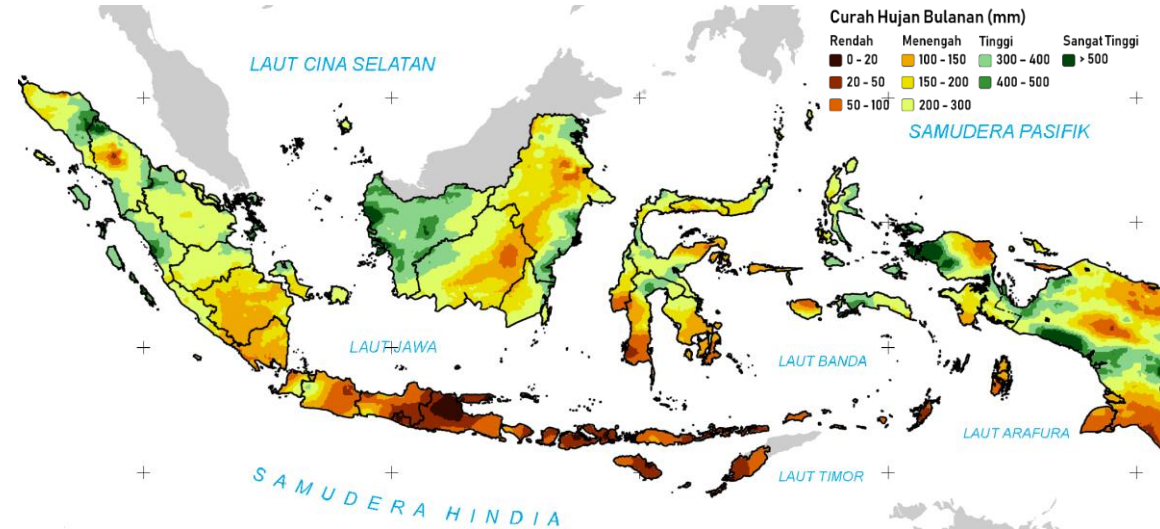 Curah Hujan Bulanan (mm)
Rendah Menengah Tinggi Sangat Tinggi
0 - 20 100 - 150 300 - 400 > 500
20 - 50 150 - 200 400 - 500
50 - 100 200 - 300
LAUT CINA SELATAN
SAMUDERA PASIFIK
LAUT JAWA
LAUT BANDA
LAUT ARAFURA
LAUT TIMOR
SAMUDERA HINDIA